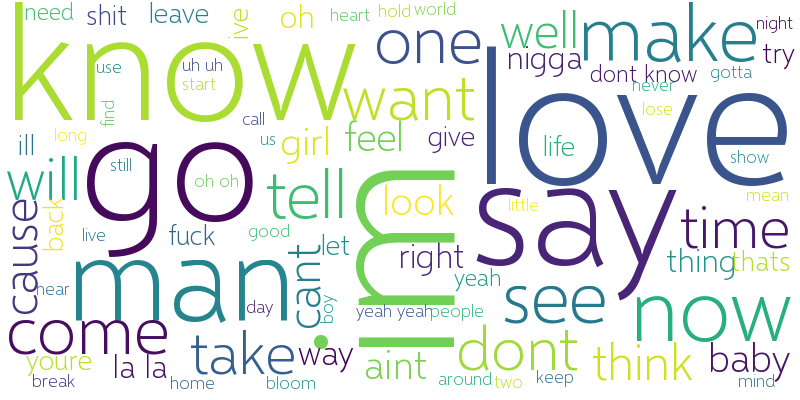 need
shit
leave
ive
oh
heart
hold
world
know
one
well
make
night
try
use
uh uh
start
nigga
dont know
gotta
never
want
love
find
call
lose
long
ill
go
us
girl
feel
give
life
show
still
oh oh
will
tell
im
look
say
little
mean
time
cause
back
live
fuck
good
let
right
thing
thats
hear
man
cant
yeah
see
now
day
boy
yeah yeah
people
come
take
way
aint
dont
think
baby
youre
la la
break
home
bloom
around
two
keep
mind